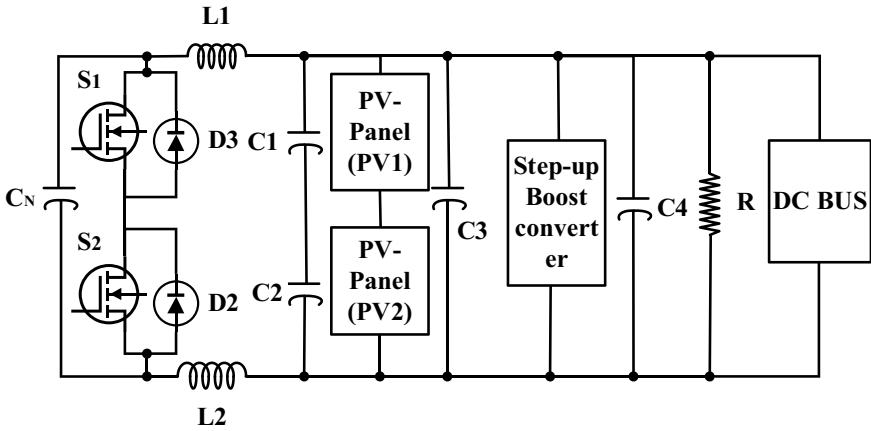 L1
S1
D3
CN
S2
D2
L2
C1
C2
PV-
Panel
(PV1)
PV-
Panel
(PV2)
C3
Step-up
Boost
convert
er
C4
R
DC BUS